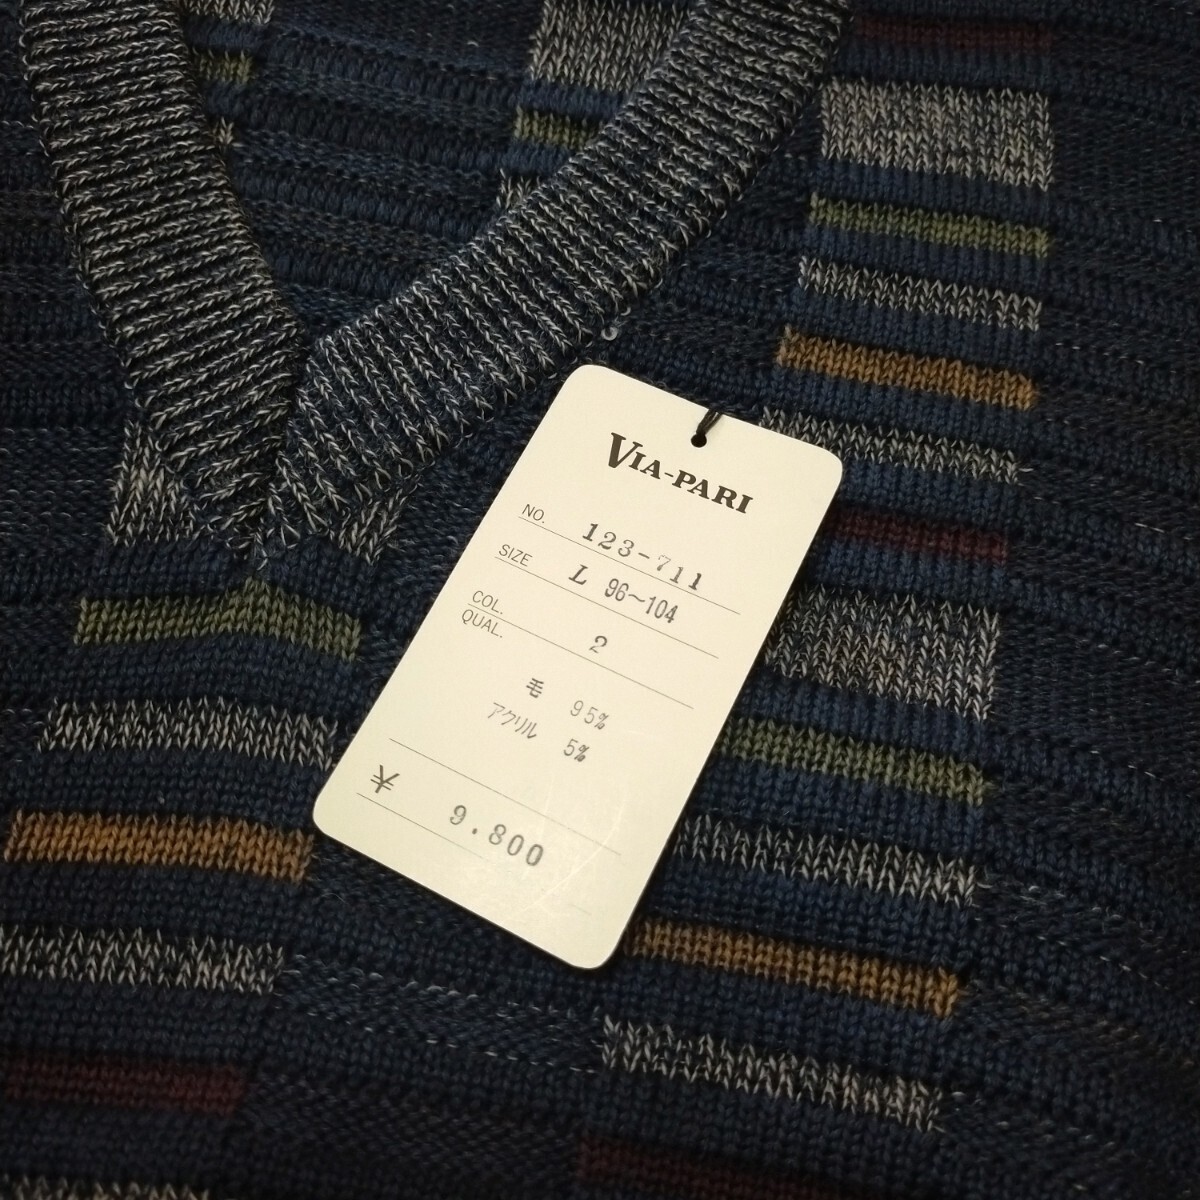 VIA-PARI
NO. 123-711
SIZE L 96~104
COL. 2
QUAL.
毛 95%
アクリル 5%
¥ 9.800